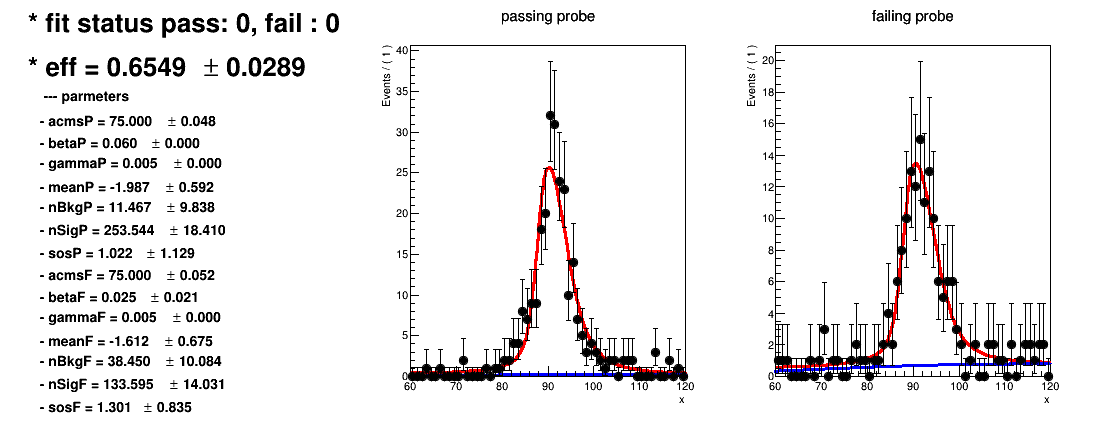 * fit status pass: 0, fail : 0
* eff = 0.6549 ± 0.0289
--- parmeters
- acmsP = 75.000 ± 0.048
- betaP = 0.060 ± 0.000
- gammaP = 0.005 ± 0.000
- meanP = -1.987 ± 0.592
- nBkgP = 11.467 ± 9.838
- nSigP = 253.544 ± 18.410
- sosP = 1.022 ± 1.129
- acmsF = 75.000 ± 0.052
- betaF = 0.025 ± 0.021
- gammaF = 0.005 ± 0.000
- meanF = -1.612 ± 0.675
- nBkgF = 38.450 ± 10.084
- nSigF = 133.595 ± 14.031
- sosF = 1.301 ± 0.835
passing probe
Events / ( 1 )
40
35
30
25
20
15
10
5
0
60 70 80 90 100 110 120
x
failing probe
Events / ( 1 )
20
18
16
14
12
10
8
6
4
2
0
60 70 80 90 100 110 120
x